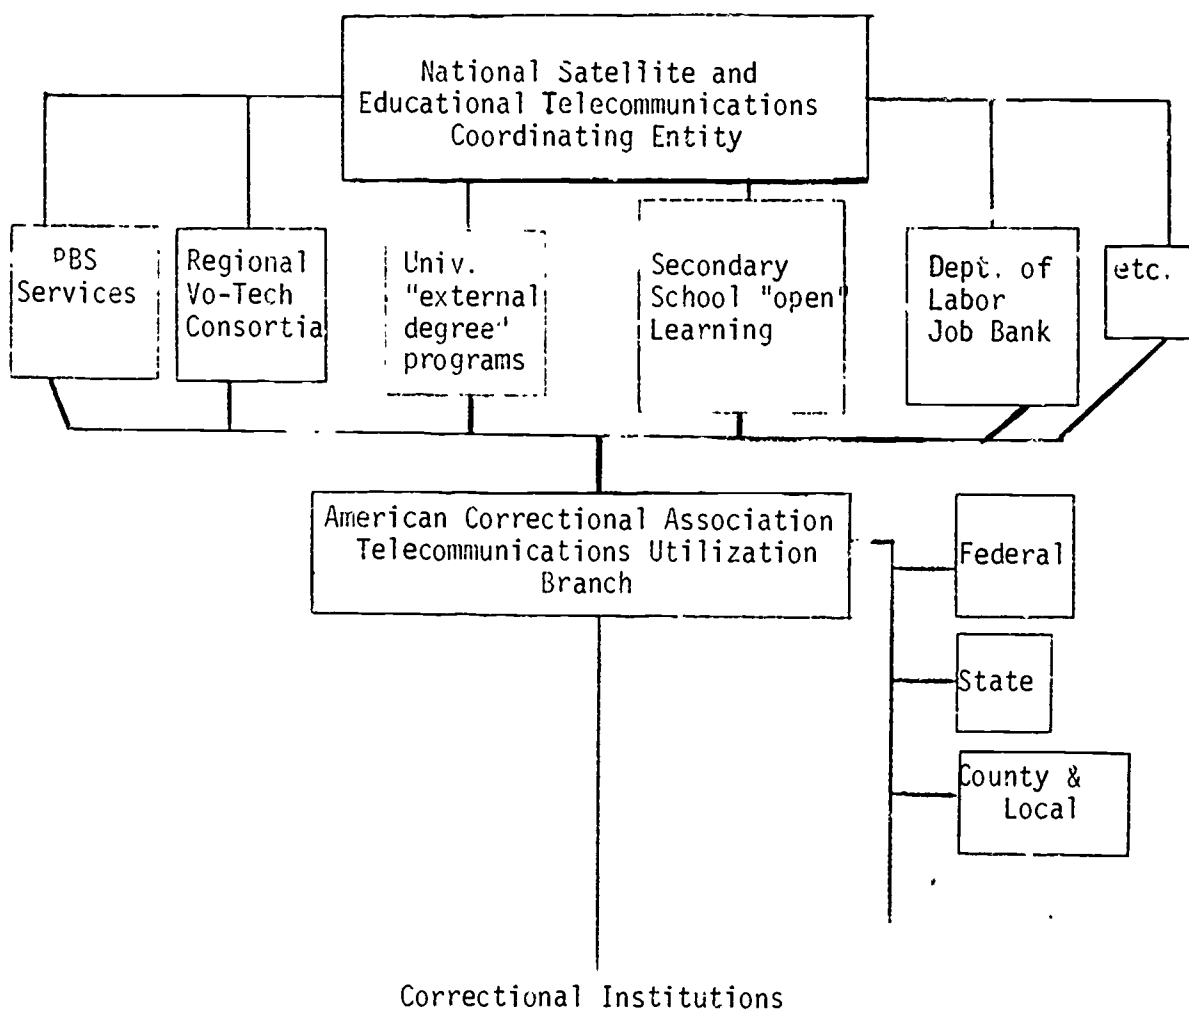 National Satellite and
Educational Telecommunications
Coordinating Entity
PBS
Services
Regional
Vo-Tech
Consortia
Univ.
"external
degree"
programs
Secondary
School "open"
Learning
Dept. of
Labor
Job Bank
etc.
American Correctional Association
Telecommunications Utilization
Branch
Federal
State
County &
Local
Correctional Institutions